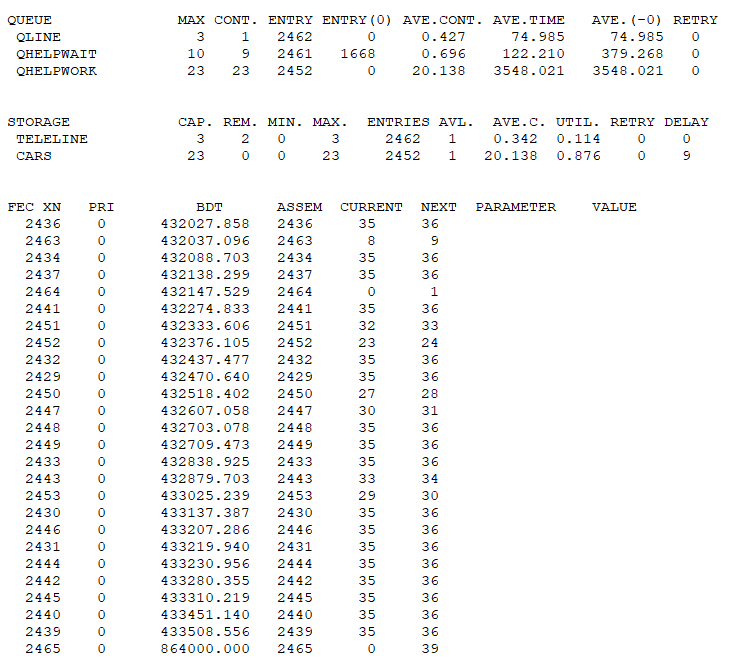 QUEUE MAX CONT. ENTRY ENTRY(0) AVE.CONT. AVE.TIME AVE.(-0) RETRY
QLINE 3 1 2462 0 0.427 74.985 74.985 0
QHELPWAIT 10 9 2461 1668 0.696 122.210 379.268 0
QHELPWORK 23 23 2452 0 20.138 3548.021 3548.021 0
STORAGE CAP. REM. MIN. MAX. ENTRIES AVL. AVE.C. UTIL. RETRY DELAY
TELELINE 3 2 0 3 2462 1 0.342 0.114 0 0
CARS 23 0 0 23 2452 1 20.138 0.876 0 9
FEC XN PRI BDT ASSEM CURRENT NEXT PARAMETER VALUE
2436 0 432027.858 2436 35 36
2463 0 432037.096 2463 8 9
2434 0 432088.703 2434 35 36
2437 0 432138.299 2437 35 36
2464 0 432147.529 2464 0 1
2441 0 432274.833 2441 35 36
2451 0 432333.606 2451 32 33
2452 0 432376.105 2452 23 24
2432 0 432437.477 2432 35 36
2429 0 432470.640 2429 35 36
2450 0 432518.402 2450 27 28
2447 0 432607.058 2447 30 31
2448 0 432703.078 2448 35 36
2449 0 432709.473 2449 35 36
2433 0 432838.925 2433 35 36
2443 0 432879.703 2443 33 34
2453 0 433025.239 2453 29 30
2430 0 433137.387 2430 35 36
2446 0 433207.286 2446 35 36
2431 0 433219.940 2431 35 36
2444 0 433230.956 2444 35 36
2442 0 433280.355 2442 35 36
2445 0 433310.219 2445 35 36
2440 0 433451.140 2440 35 36
2439 0 433508.556 2439 35 36
2465 0 864000.000 2465 0 39